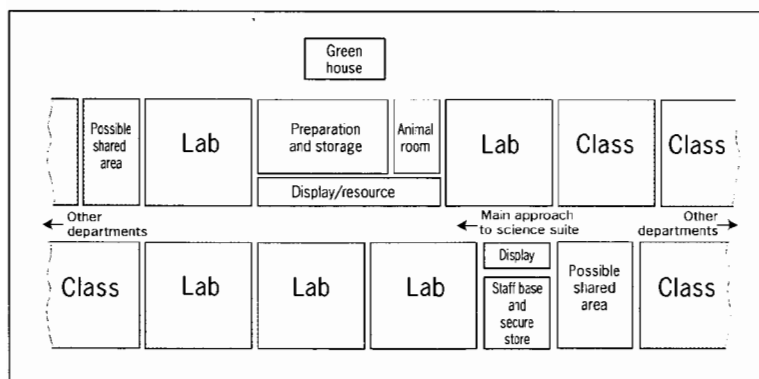 Green
house
Possible
shared
area
Lab
Preparation
and storage
Animal
room
Lab
Class
Class
Display/resource
Other
departments
Main approach
to science suite
Other
departments
Class
Lab
Lab
Lab
Display
Staff base
and
secure
store
Possible
shared
area
Class